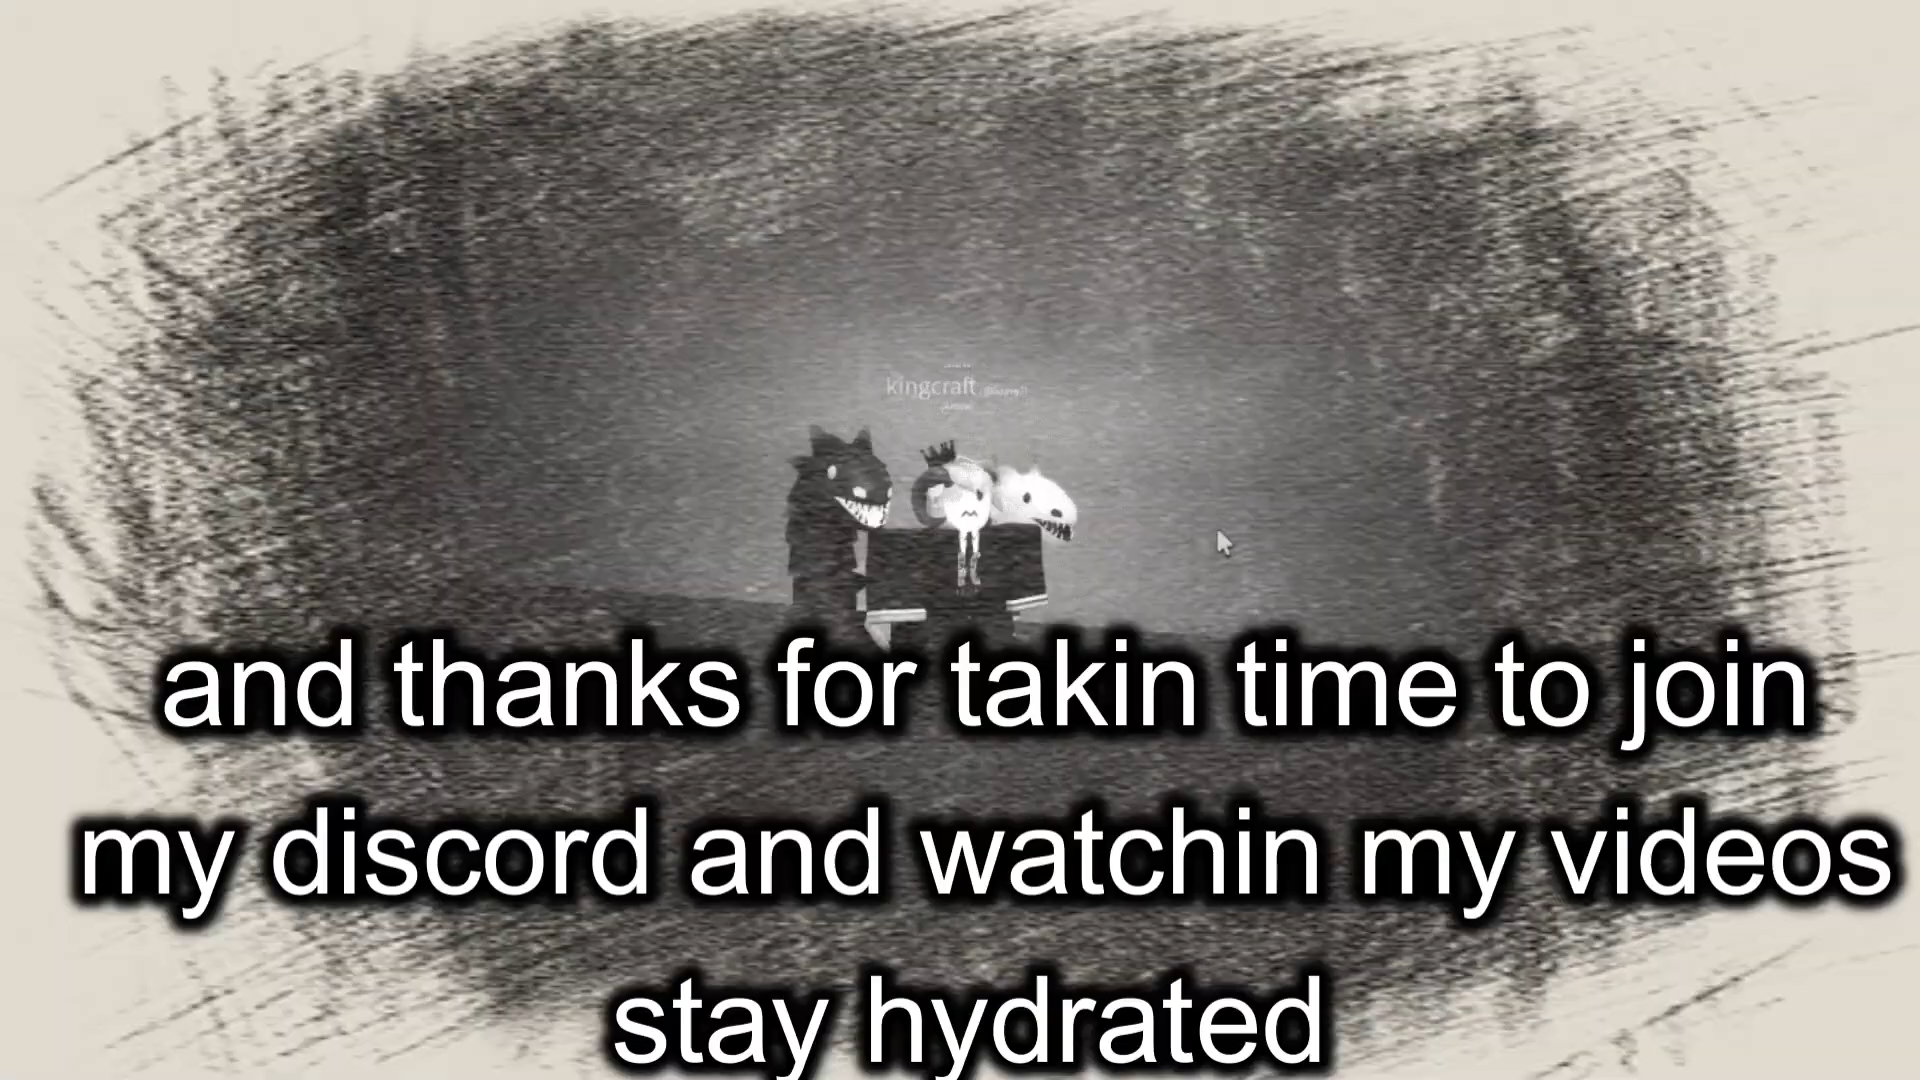 kingcraft
and thanks for takin time to join
my discord and watchin my videos
stay hydrated